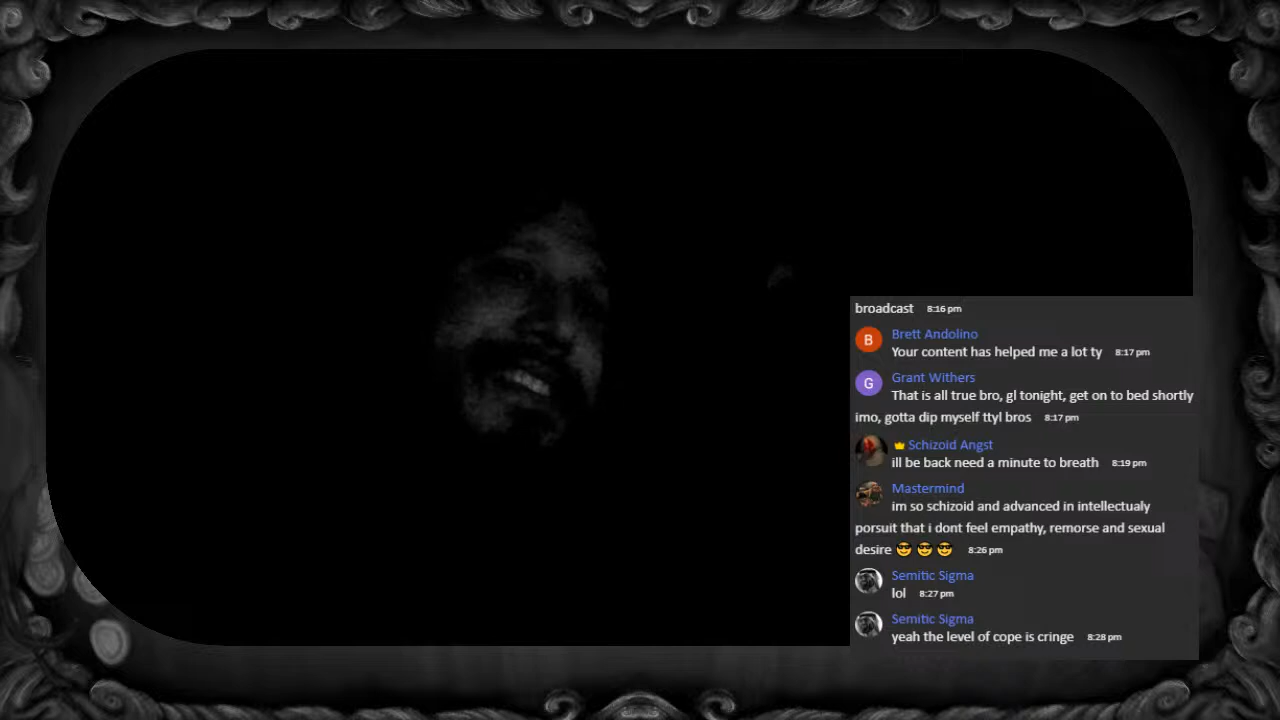 broadcast 8:16 pm
B
Brett Andolino
Your content has helped me a lot ty 8:17 pm
G
Grant Withers
That is all true bro, gl tonight, get on to bed shortly
imo, gotta dip myself ttyl bros 8:17 pm
Schizoid Angst
ill be back need a minute to breath 8:19 pm
Mastermind
im so schizoid and advanced in intellectualy
porsuit that i dont feel empathy, remorse and sexual
desire 😎 😎 😎 8:26 pm
Semitic Sigma
lol 8:27 pm
Semitic Sigma
yeah the level of cope is cringe 8:28 pm